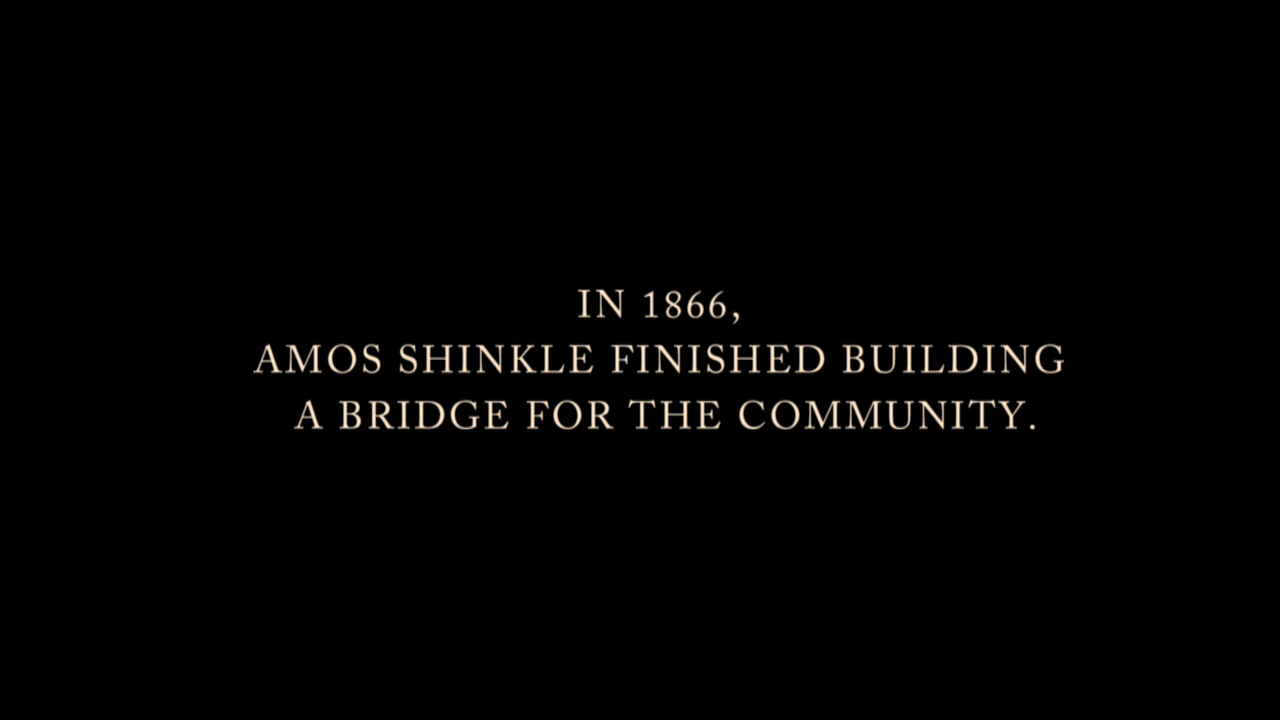 IN 1866,
AMOS SHINKLE FINISHED BUILDING
A BRIDGE FOR THE COMMUNITY.